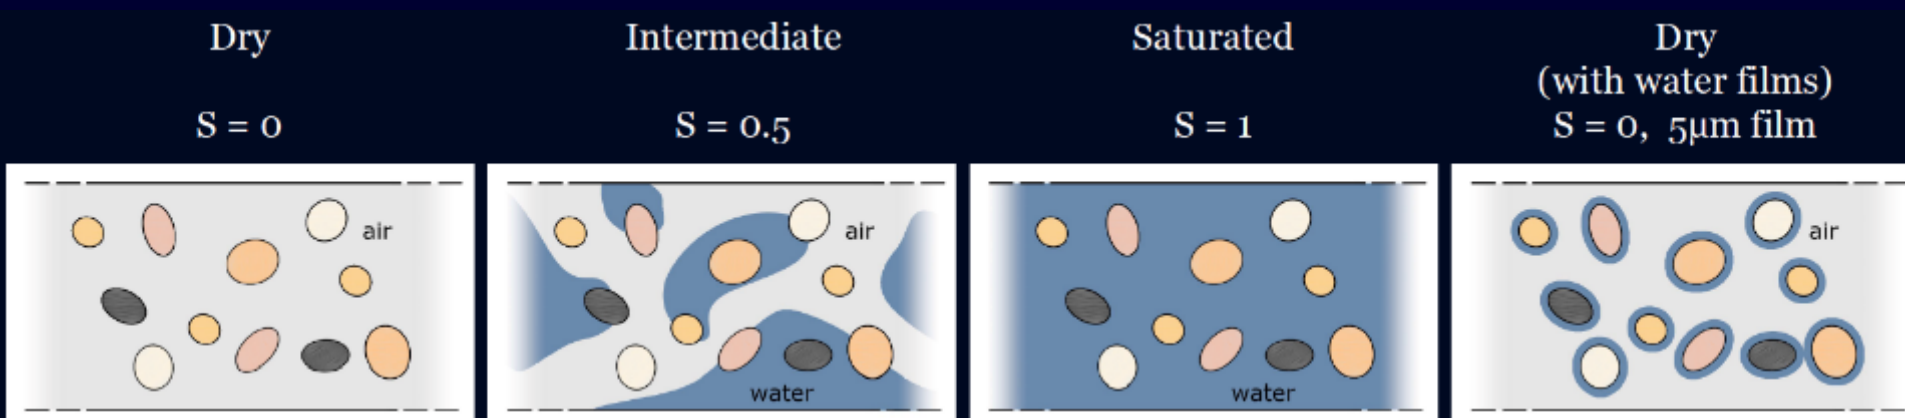 Dry
S = 0
air
Intermediate
S = 0.5
air
water
Saturated
S = 1
water
Dry
(with water films)
S = 0, 5μm film
air